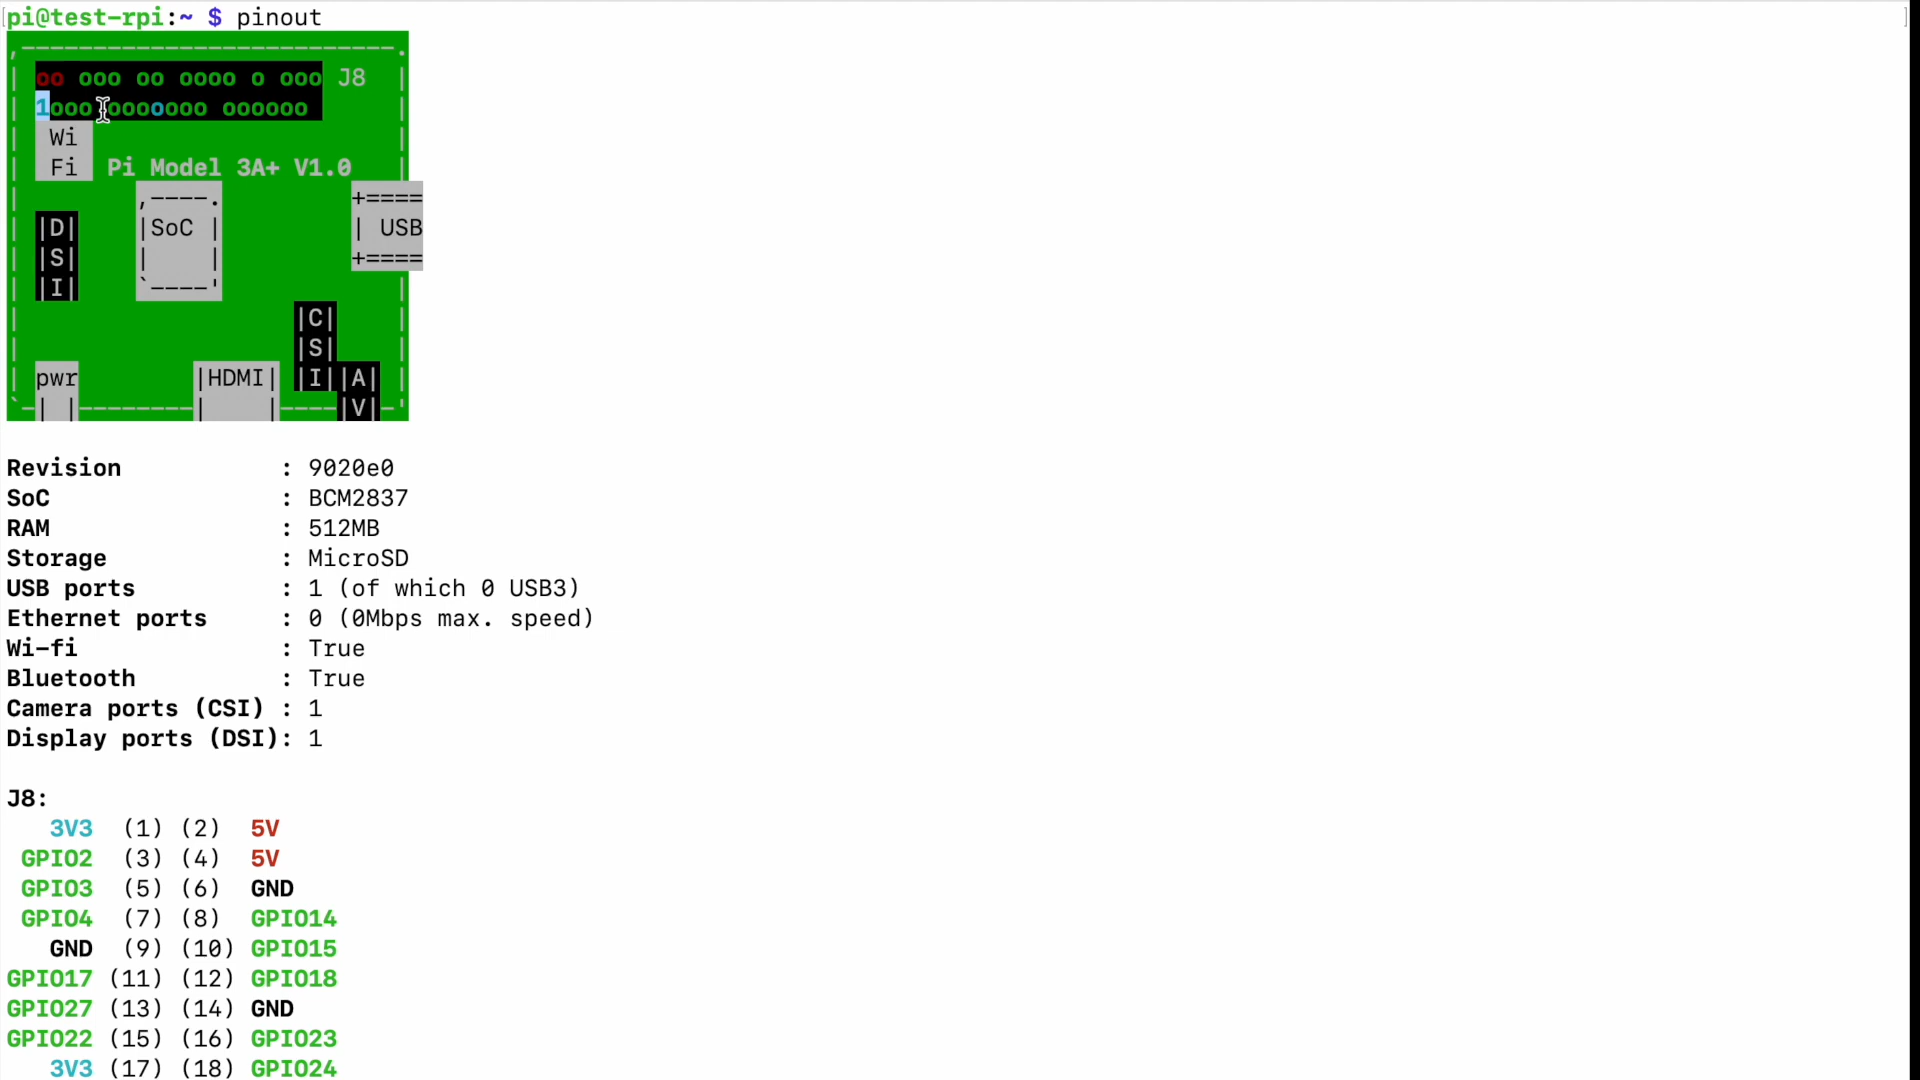 pi@test-rpi:~ $ pinout
,--------------------------.
| oo ooo oo oooo o ooo J8 |
| 1ooo oooooooo oooooo |
| Wi |
| Fi Pi Model 3A+ V1.0 |
| ,----. +====
| |D| |SoC | | USB
| |S| | | +====
| |I| `----' |
| |C| |
| |S| |
| pwr |HDMI| |I||A| |
`-| |--------| |----|V|-'

Revision : 9020e0
SoC : BCM2837
RAM : 512MB
Storage : MicroSD
USB ports : 1 (of which 0 USB3)
Ethernet ports : 0 (0Mbps max. speed)
Wi-fi : True
Bluetooth : True
Camera ports (CSI) : 1
Display ports (DSI): 1

J8:
3V3 (1) (2) 5V
GPIO2 (3) (4) 5V
GPIO3 (5) (6) GND
GPIO4 (7) (8) GPIO14
GND (9) (10) GPIO15
GPIO17 (11) (12) GPIO18
GPIO27 (13) (14) GND
GPIO22 (15) (16) GPIO23
3V3 (17) (18) GPIO24